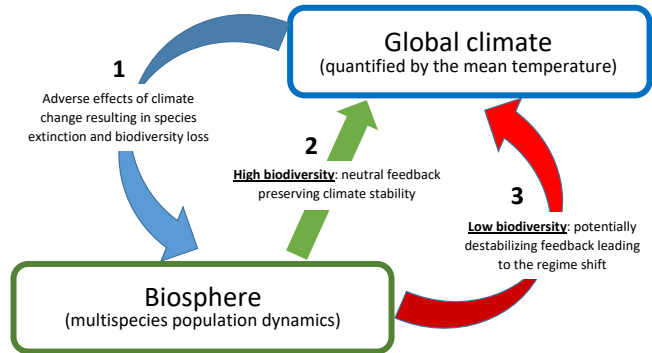 Global climate
(quantified by the mean temperature)
1
Adverse effects of climate
change resulting in species
extinction and biodiversity loss
2
High biodiversity: neutral feedback
preserving climate stability
3
Low biodiversity: potentially
destabilizing feedback leading
to the regime shift
Biosphere
(multispecies population dynamics)